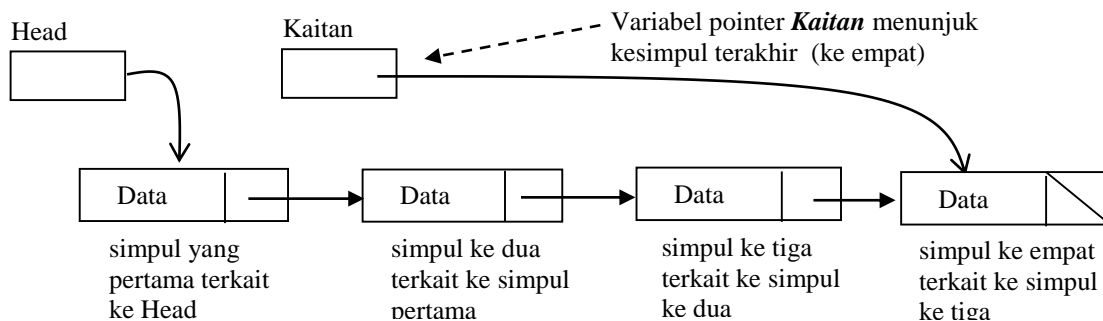 Head
Kaitan
Variabel pointer Kaitan menunjuk
kesimpul terakhir (ke empat)
Data
Data
Data
Data
simpul yang
pertama terkait
ke Head
simpul ke dua
terkait ke simpul
pertama
simpul ke tiga
terkait ke simpul
ke dua
simpul ke empat
terkait ke simpul
ke tiga